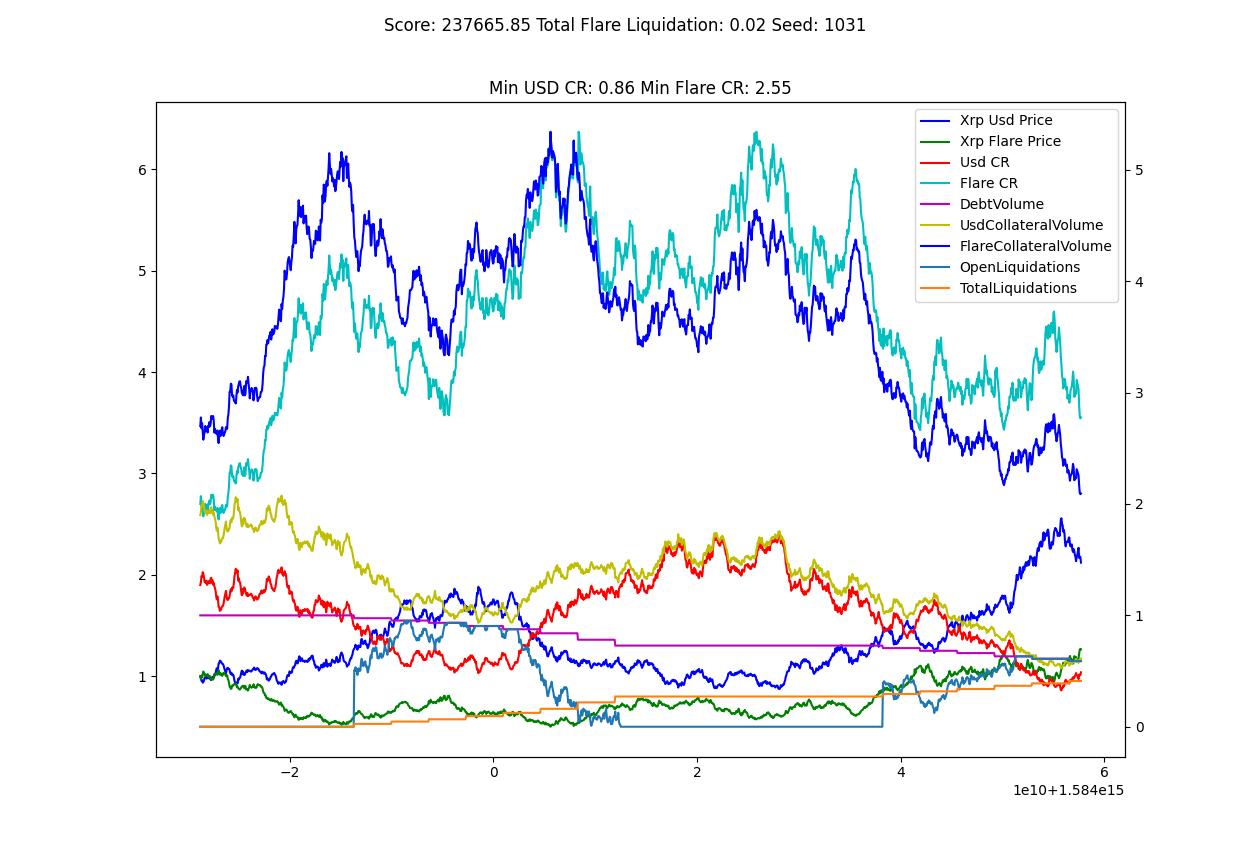 Score: 237665.85 Total Flare Liquidation: 0.02 Seed: 1031
Min USD CR: 0.86 Min Flare CR: 2.55
Xrp Usd Price
Xrp Flare Price
Usd CR
Flare CR
DebtVolume
UsdCollateralVolume
FlareCollateralVolume
OpenLiquidations
TotalLiquidations
6
5
4
3
2
1
5
4
3
2
1
0
−2
0
2
4
6
1e10+1.584e15